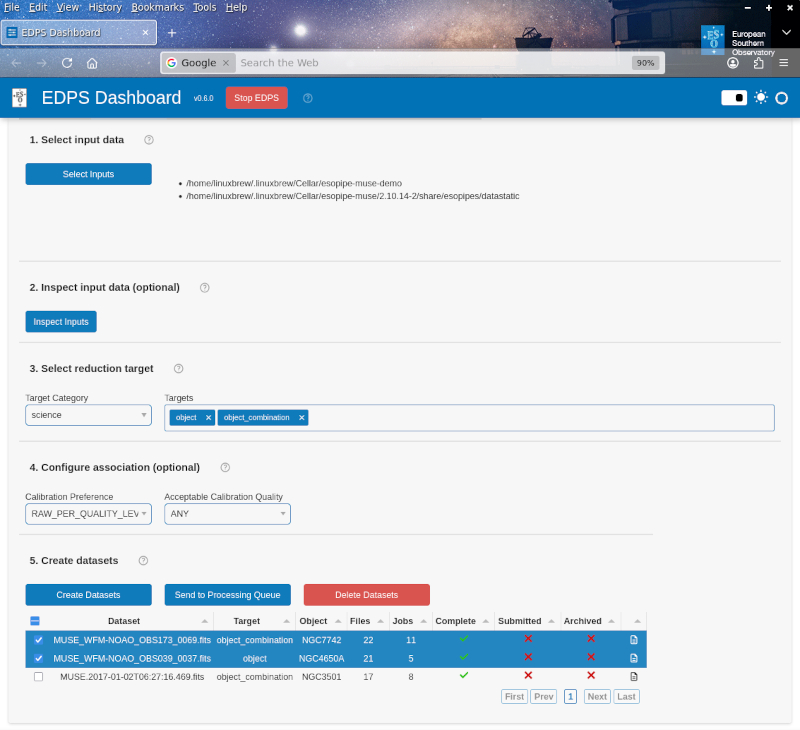 File Edit View History Bookmarks Tools Help
EDPS Dashboard
European
Southern
Observatory
Google Search the Web 90%
EDPS Dashboard v0.6.0 Stop EDPS
1. Select input data
Select Inputs
• /home/linuxbrew/.linuxbrew/Cellar/esopipe-muse-demo
• /home/linuxbrew/.linuxbrew/Cellar/esopipe-muse/2.10.14-2/share/esopipes/datastatic
2. Inspect input data (optional)
Inspect Inputs
3. Select reduction target
Target Category Targets
science object × object_combination ×
4. Configure association (optional)
Calibration Preference Acceptable Calibration Quality
RAW_PER_QUALITY_LEV ANY
5. Create datasets
Create Datasets Send to Processing Queue Delete Datasets
Dataset Target Object Files Jobs Complete Submitted Archived
MUSE_WFM-NOAO_OBS173_0069.fits object_combination NGC7742 22 11
MUSE_WFM-NOAO_OBS039_0037.fits object NGC4650A 21 5
MUSE.2017-01-02T06:27:16.469.fits object_combination NGC3501 17 8
First Prev 1 Next Last